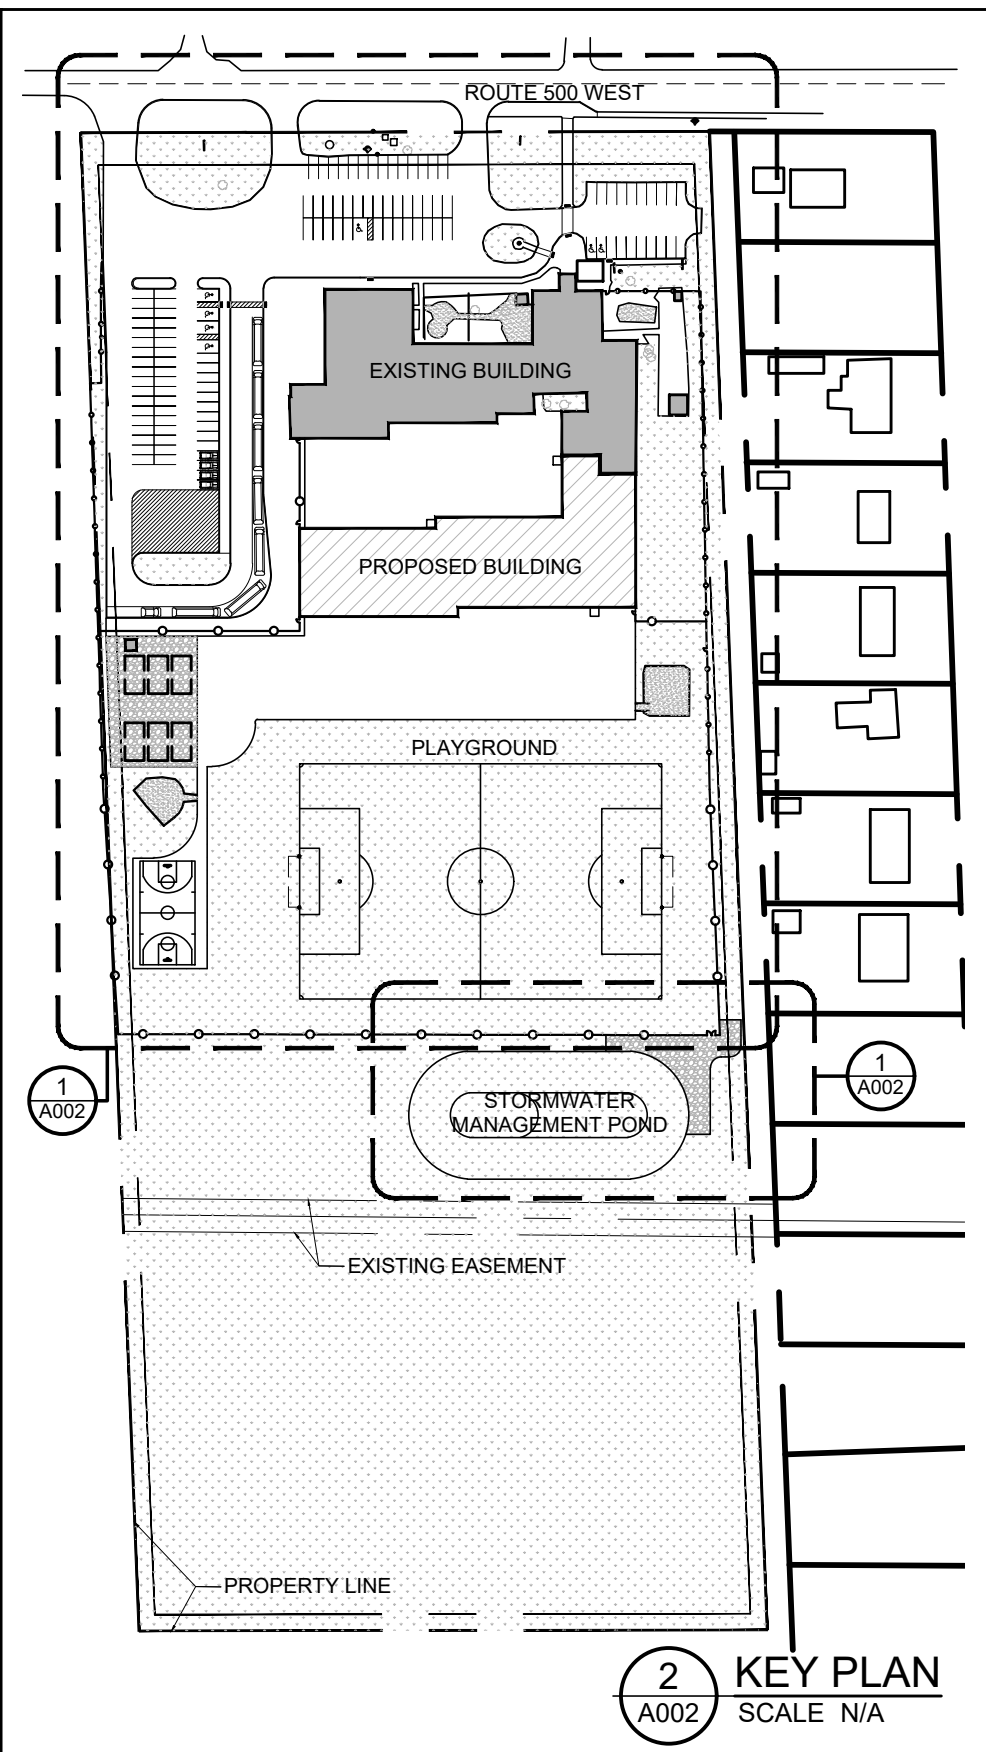 ROUTE 500 WEST
EXISTING BUILDING
PROPOSED BUILDING
PLAYGROUND
1
A002
1
A002
STORMWATER
MANAGEMENT POND
EXISTING EASEMENT
PROPERTY LINE
2
A002
KEY PLAN
SCALE N/A